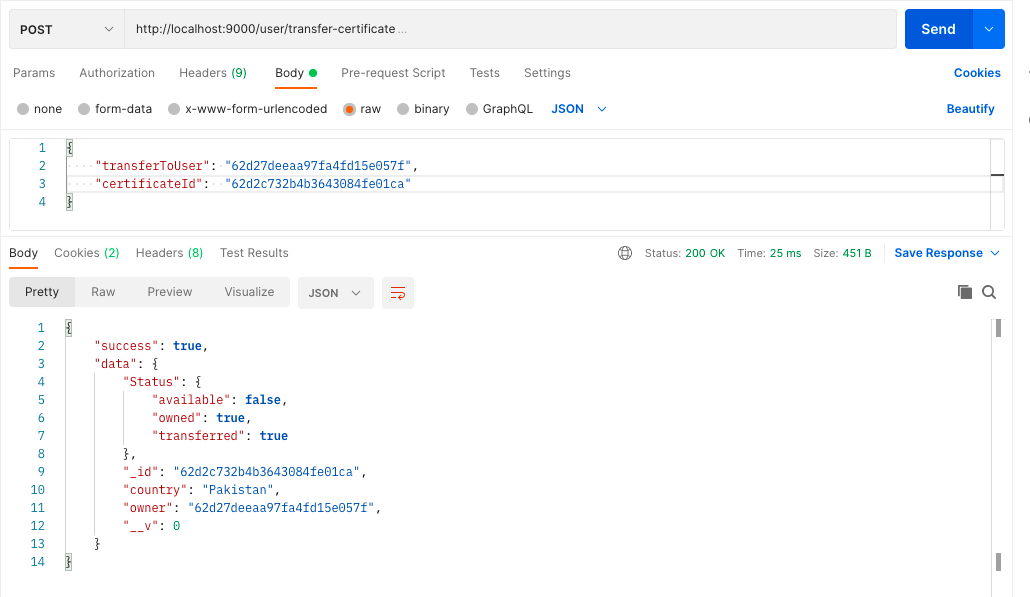 POST http://localhost:9000/user/transfer-certificate ... Send
Params Authorization Headers (9) Body Pre-request Script Tests Settings Cookies
none form-data x-www-form-urlencoded raw binary GraphQL JSON Beautify
1 {
2 "transferToUser": "62d27deeaa97fa4fd15e057f",
3 "certificateId": "62d2c732b4b3643084fe01ca"
4 }
Body Cookies (2) Headers (8) Test Results Status: 200 OK Time: 25 ms Size: 451 B Save Response
Pretty Raw Preview Visualize JSON
1 {
2 "success": true,
3 "data": {
4 "Status": {
5 "available": false,
6 "owned": true,
7 "transferred": true
8 },
9 "_id": "62d2c732b4b3643084fe01ca",
10 "country": "Pakistan",
11 "owner": "62d27deeaa97fa4fd15e057f",
12 "__v": 0
13 }
14 }